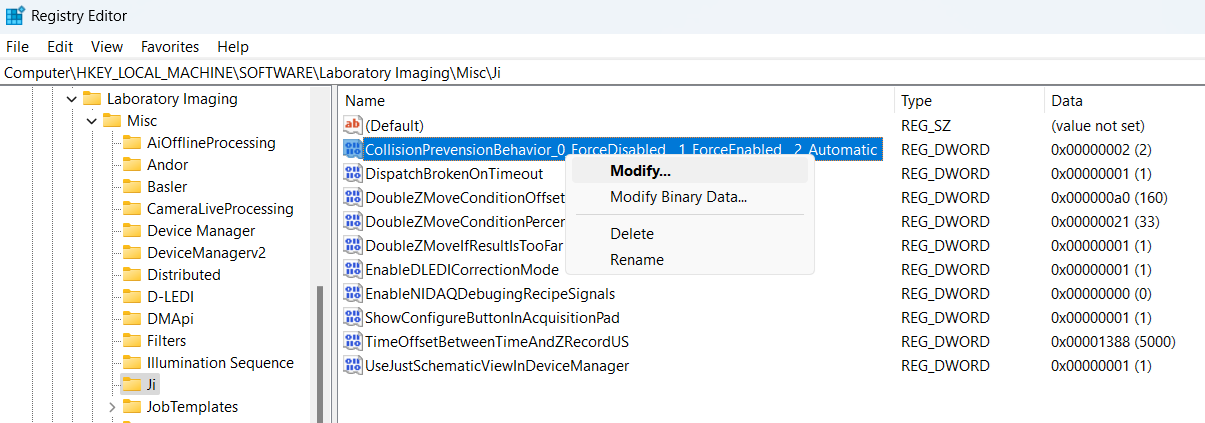 Registry Editor
File Edit View Favorites Help
Computer\HKEY_LOCAL_MACHINE\SOFTWARE\Laboratory Imaging\Misc\Ji
Laboratory Imaging
Misc
AiOfflineProcessing
Andor
Basler
CameraLiveProcessing
Device Manager
DeviceManagerv2
Distributed
D-LEDI
DMApi
Filters
Illumination Sequence
Ji
JobTemplates
Name Type Data
(Default) REG_SZ (value not set)
CollisionPrevensionBehavior_0_ForceDisabled__1_ForceEnabled__2_Automatic REG_DWORD 0x00000002 (2)
DispatchBrokenOnTimeout REG_DWORD 0x00000001 (1)
DoubleZMoveConditionOffset REG_DWORD 0x000000a0 (160)
DoubleZMoveConditionPercer REG_DWORD 0x00000021 (33)
DoubleZMoveIfResultIsTooFar REG_DWORD 0x00000001 (1)
EnableDLEDICorrectionMode REG_DWORD 0x00000001 (1)
EnableNIDAQDebugingRecipeSignals REG_DWORD 0x00000000 (0)
ShowConfigureButtonInAcquisitionPad REG_DWORD 0x00000001 (1)
TimeOffsetBetweenTimeAndZRecordUS REG_DWORD 0x00001388 (5000)
UseJustSchematicViewInDeviceManager REG_DWORD 0x00000001 (1)
Modify...
Modify Binary Data...
Delete
Rename